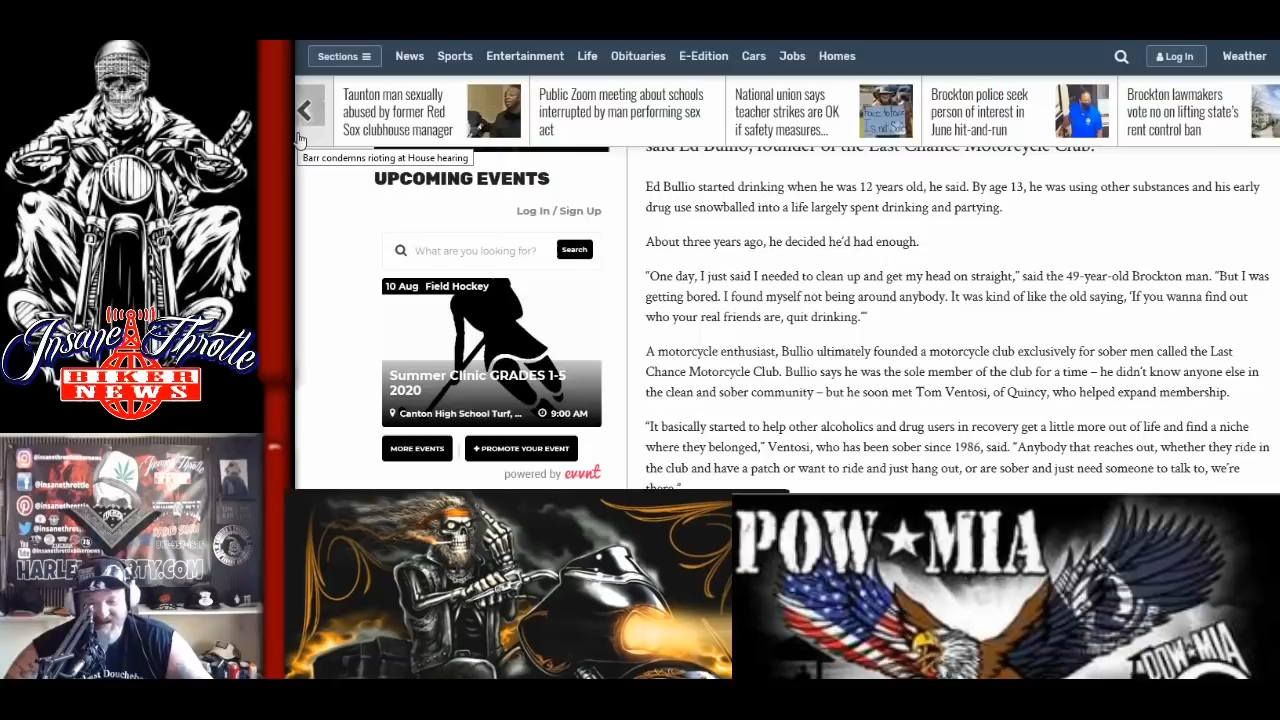 Sections
News
Sports
Entertainment
Life
Obituaries
E-Edition
Cars
Jobs
Homes
Log In
Weather
Taunton man sexually
abused by former Red
Sox clubhouse manager
Public Zoom meeting about schools
interrupted by man performing sex
act
National union says
teacher strikes are OK
if safety measures...
Brockton police seek
person of interest in
June hit-and-run
Brockton lawmakers
vote no on lifting state's
rent control ban
Barr condemns rioting at House hearing
UPCOMING EVENTS
Log In / Sign Up
What are you looking for?
Search
10 Aug Field Hockey
Summer Clinic GRADES 1-5
2020
Canton High School Turf, ...
9:00 AM
MORE EVENTS
+ PROMOTE YOUR EVENT
powered by evvnt
said Ed Bullio, founder of the Last Chance Motorcycle Club.
Ed Bullio started drinking when he was 12 years old, he said. By age 13, he was using other substances and his early
drug use snowballed into a life largely spent drinking and partying.
About three years ago, he decided he'd had enough.
"One day, I just said I needed to clean up and get my head on straight," said the 49-year-old Brockton man. "But I was
getting bored. I found myself not being around anybody. It was kind of like the old saying, 'If you wanna find out
who your real friends are, quit drinking.'"
A motorcycle enthusiast, Bullio ultimately founded a motorcycle club exclusively for sober men called the Last
Chance Motorcycle Club. Bullio says he was the sole member of the club for a time – he didn't know anyone else in
the clean and sober community – but he soon met Tom Ventosi, of Quincy, who helped expand membership.
"It basically started to help other alcoholics and drug users in recovery get a little more out of life and find a niche
where they belonged," Ventosi, who has been sober since 1986, said. "Anybody that reaches out, whether they ride in
the club and have a patch or want to ride and just hang out, or are sober and just need someone to talk to, we're
there."
Insane Throttle
BIKER
NEWS
@insanethrottle
@insanethrottle
@insanethrottle
@insanethrottlebikernews
POW★MIA
POW★MIA